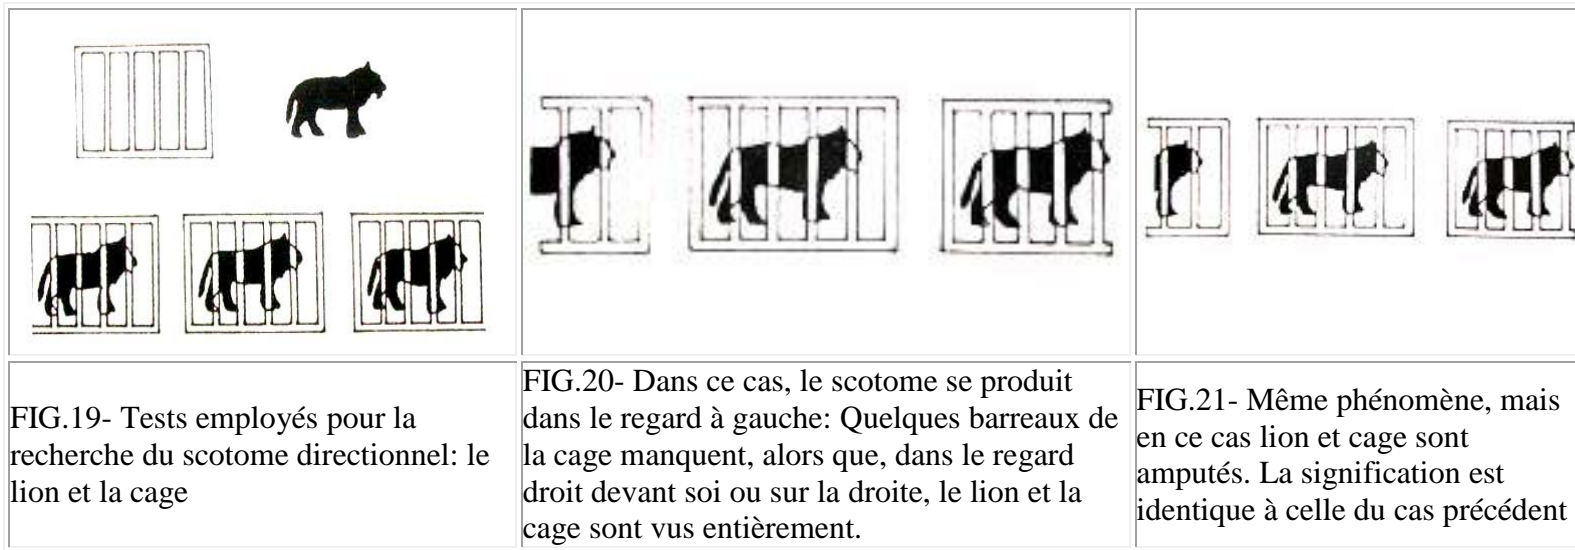 FIG.19- Tests employés pour la
recherche du scotome directionnel: le
lion et la cage
FIG.20- Dans ce cas, le scotome se produit
dans le regard à gauche: Quelques barreaux de
la cage manquent, alors que, dans le regard
droit devant soi ou sur la droite, le lion et la
cage sont vus entièrement.
FIG.21- Même phénomène, mais
en ce cas lion et cage sont
amputés. La signification est
identique à celle du cas précédent